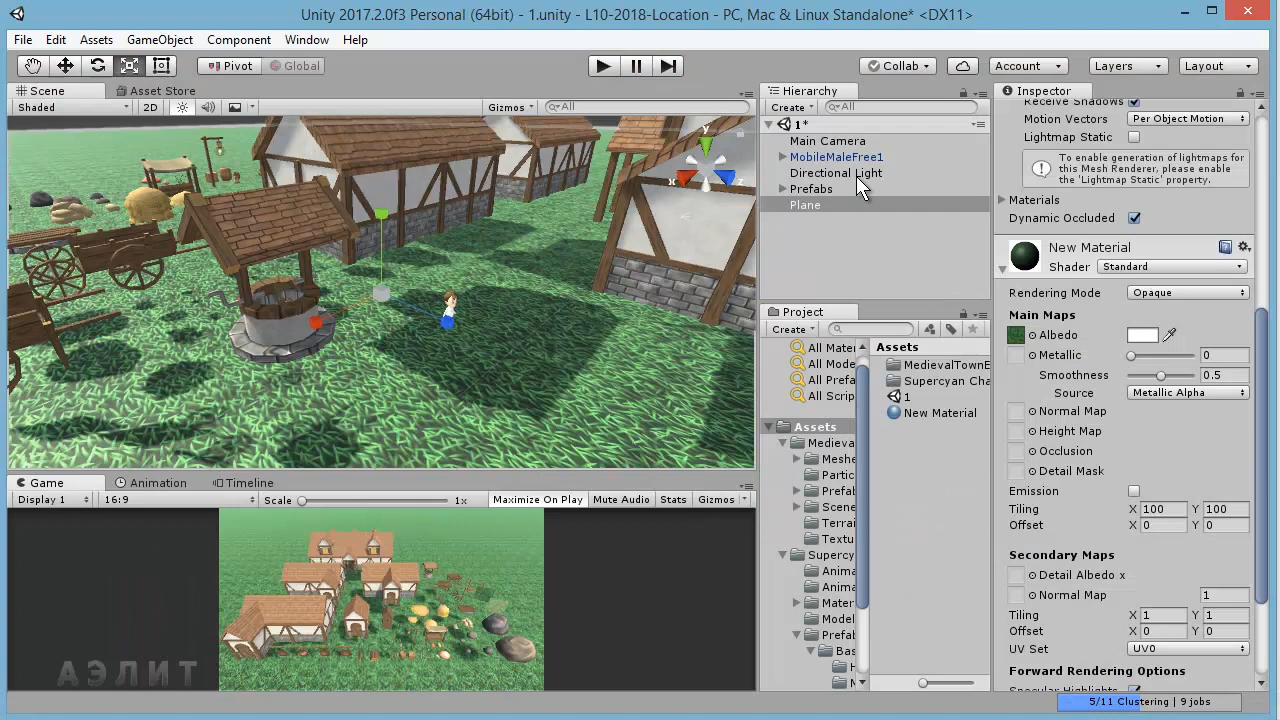 Unity 2017.2.0f3 Personal (64bit) - 1.unity - L10-2018-Location - PC, Mac & Linux Standalone* <DX11>
File Edit Assets GameObject Component Window Help
Pivot Global Collab Account Layers Layout
Scene Asset Store
Shaded 2D Gizmos All
y
x z
Game Animation Timeline
Display 1 16:9 Scale 1x Maximize On Play Mute Audio Stats Gizmos
АЭЛИТ
Hierarchy
Create All
1*
Main Camera
MobileMaleFree1
Directional Light
Prefabs
Plane
Project
Create
All Mater
All Mode
All Prefa
All Scrip
Assets
Medieva
Meshe
Partic
Prefab
Scene
Terrai
Textu
Supercy
Anima
Anima
Mater
Model
Prefab
Bas
Assets
MedievalTownE
Supercyan Cha
1
New Material
Inspector
Receive Shadows
Motion Vectors Per Object Motion
Lightmap Static
To enable generation of lightmaps for
this Mesh Renderer, please enable
the 'Lightmap Static' property.
Materials
Dynamic Occluded
New Material
Shader Standard
Rendering Mode Opaque
Main Maps
Albedo
Metallic 0
Smoothness 0.5
Source Metallic Alpha
Normal Map
Height Map
Occlusion
Detail Mask
Emission
Tiling X 100 Y 100
Offset X 0 Y 0
Secondary Maps
Detail Albedo x
Normal Map 1
Tiling X 1 Y 1
Offset X 0 Y 0
UV Set UV0
Forward Rendering Options
Specular Highlights
5/11 Clustering | 9 jobs